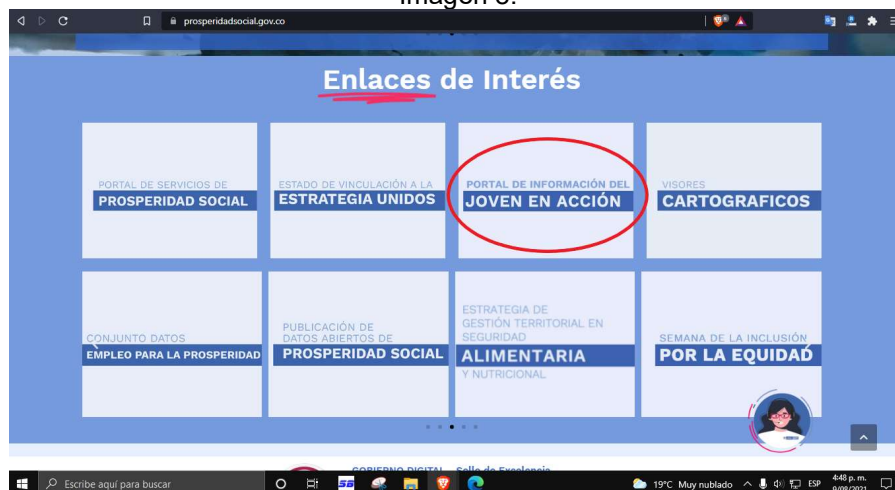 prosperidadsocial.gov.co
Enlaces de Interés
PORTAL DE SERVICIOS DE
PROSPERIDAD SOCIAL
ESTADO DE VINCULACIÓN A LA
ESTRATEGIA UNIDOS
PORTAL DE INFORMACIÓN DEL
JOVEN EN ACCIÓN
VISORES
CARTOGRAFICOS
CONJUNTO DATOS
EMPLEO PARA LA PROSPERIDAD
PUBLICACIÓN DE
DATOS ABIERTOS DE
PROSPERIDAD SOCIAL
ESTRATEGIA DE
GESTIÓN TERRITORIAL EN
SEGURIDAD
ALIMENTARIA
Y NUTRICIONAL
SEMANA DE LA INCLUSIÓN
POR LA EQUIDAD
GOBIERNO DIGITAL Sello de Excelencia
Escribe aquí para buscar
19°C Muy nublado
ESP
4:48 p. m.
9/08/2021